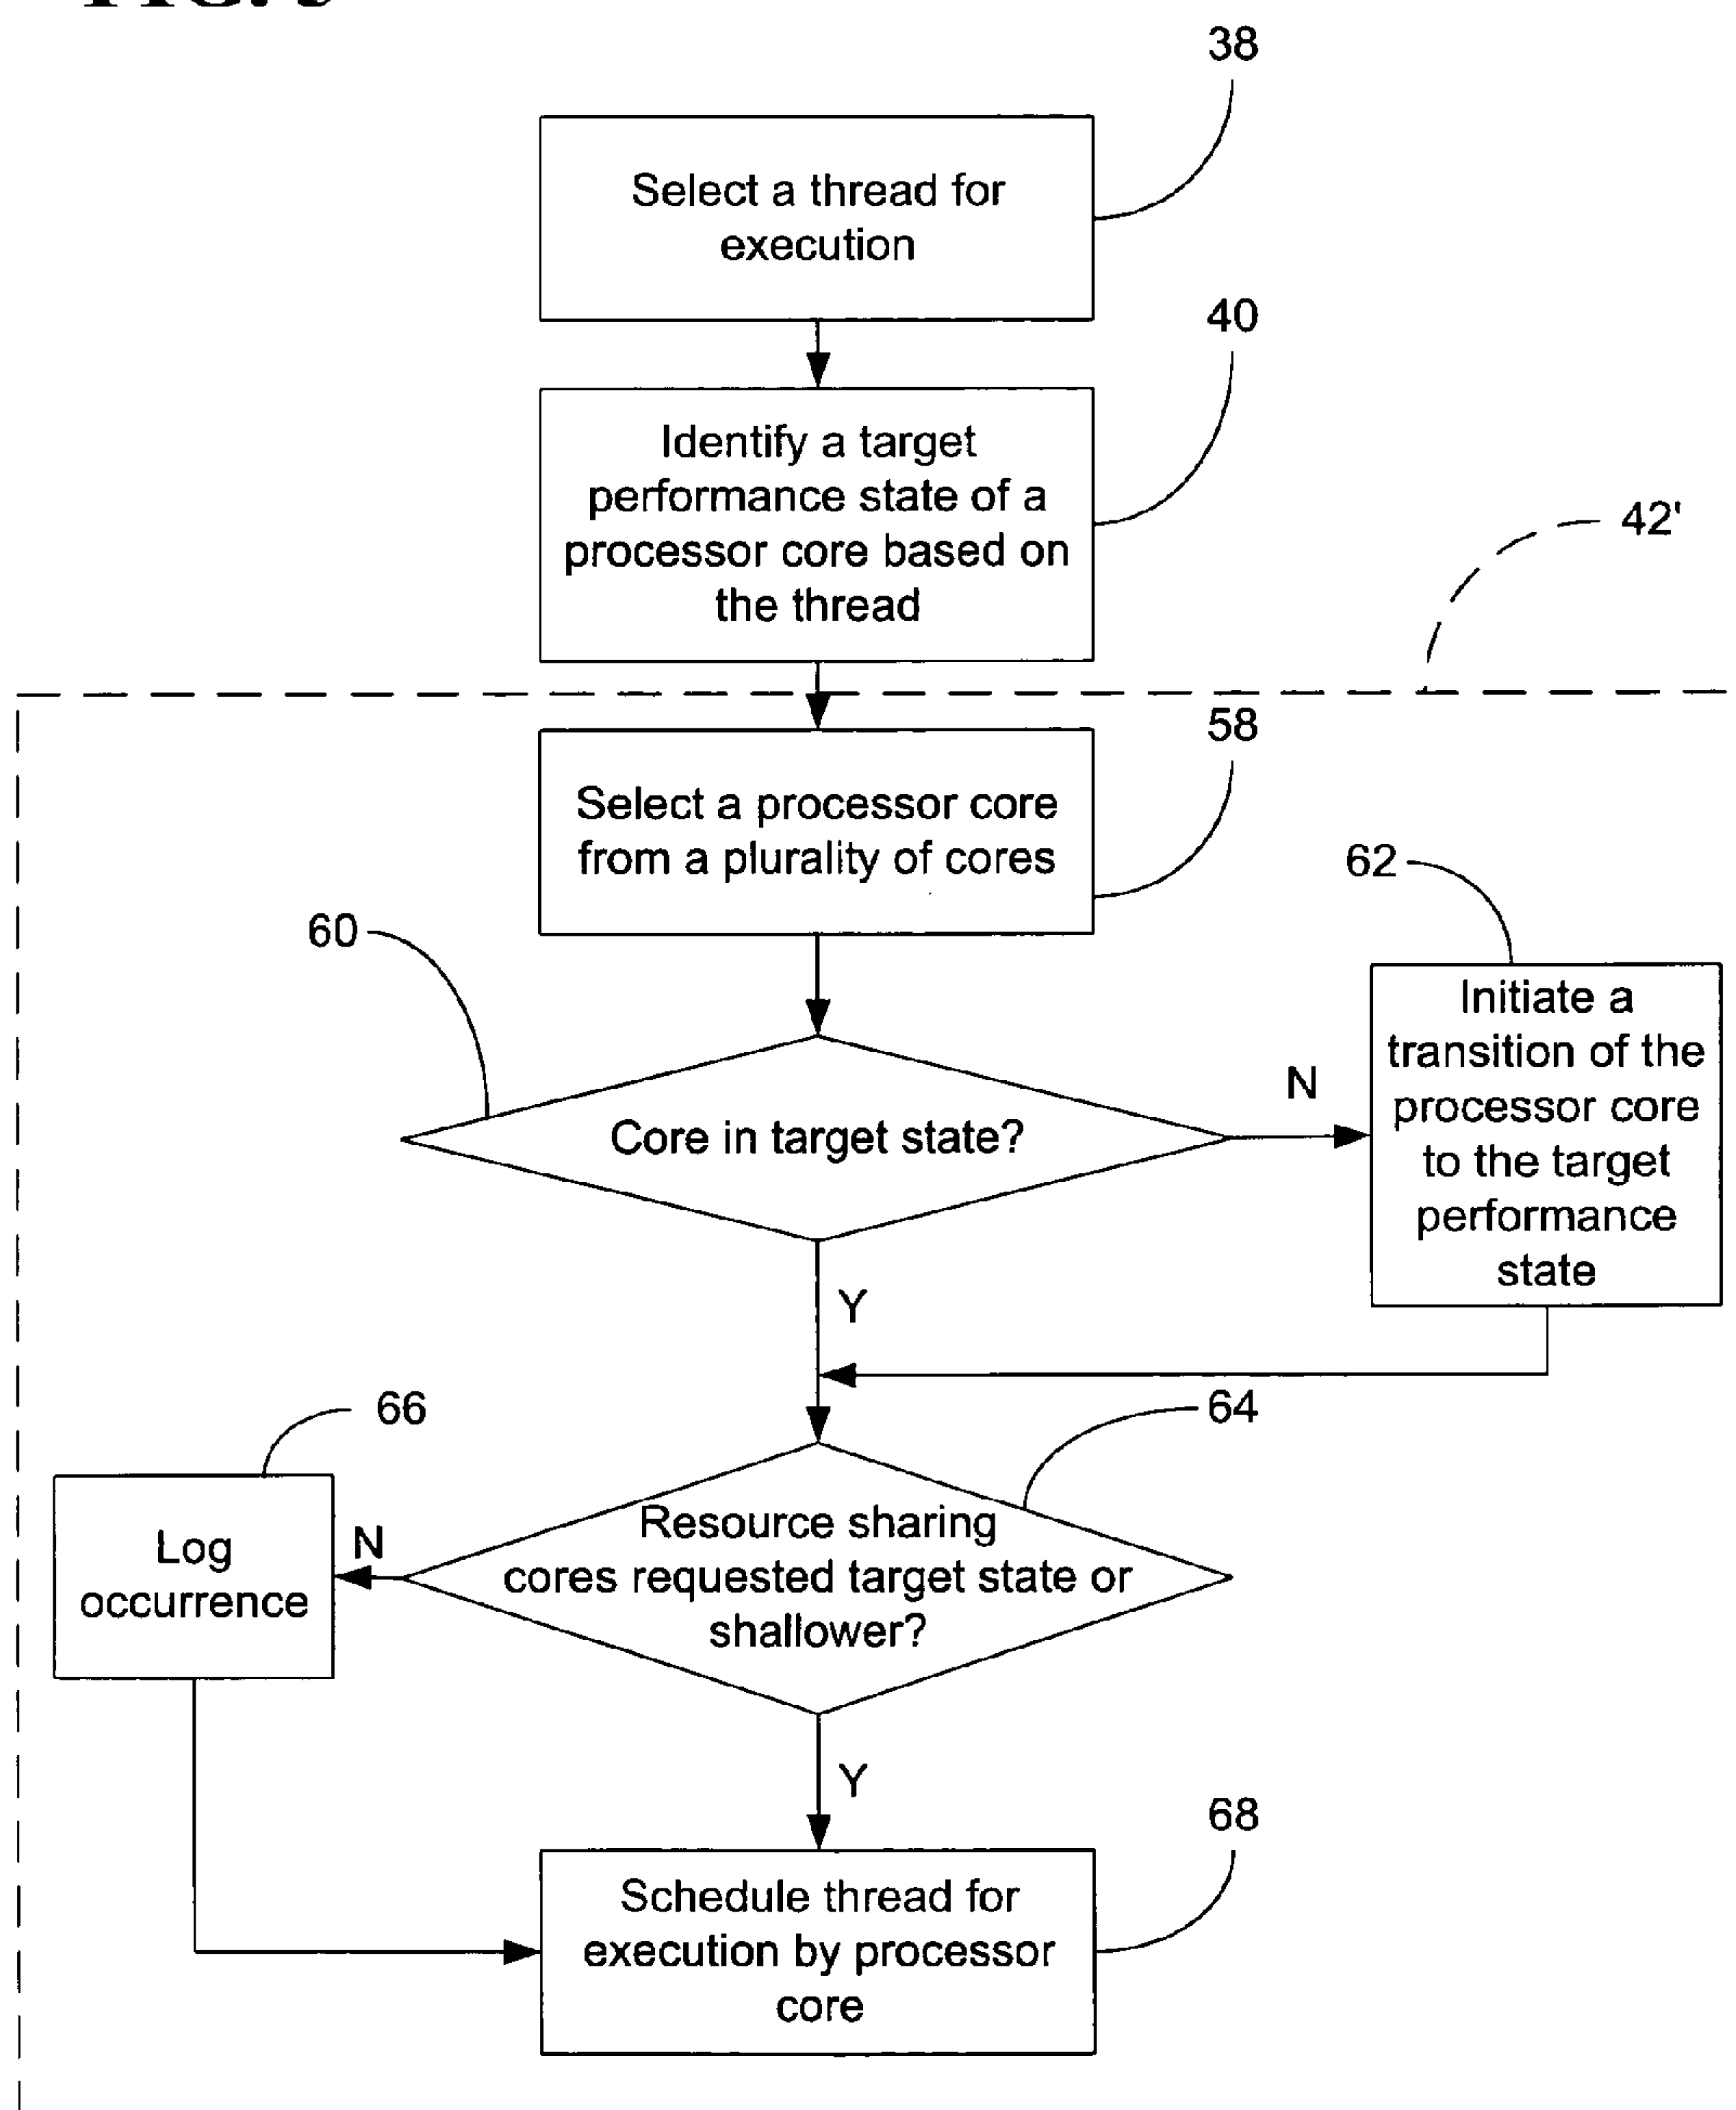 38
Select a thread for
execution
40
Identify a target
performance state of a
processor core based on
the thread
42'
58
Select a processor core
from a plurality of cores
62
60
Initiate a
transition of the
processor core
to the target
performance
state
N
Core in target state?
Y
66
64
Log
occurrence
N
Resource sharing
cores requested target state or
shallower?
Y
68
Schedule thread for
execution by processor
core